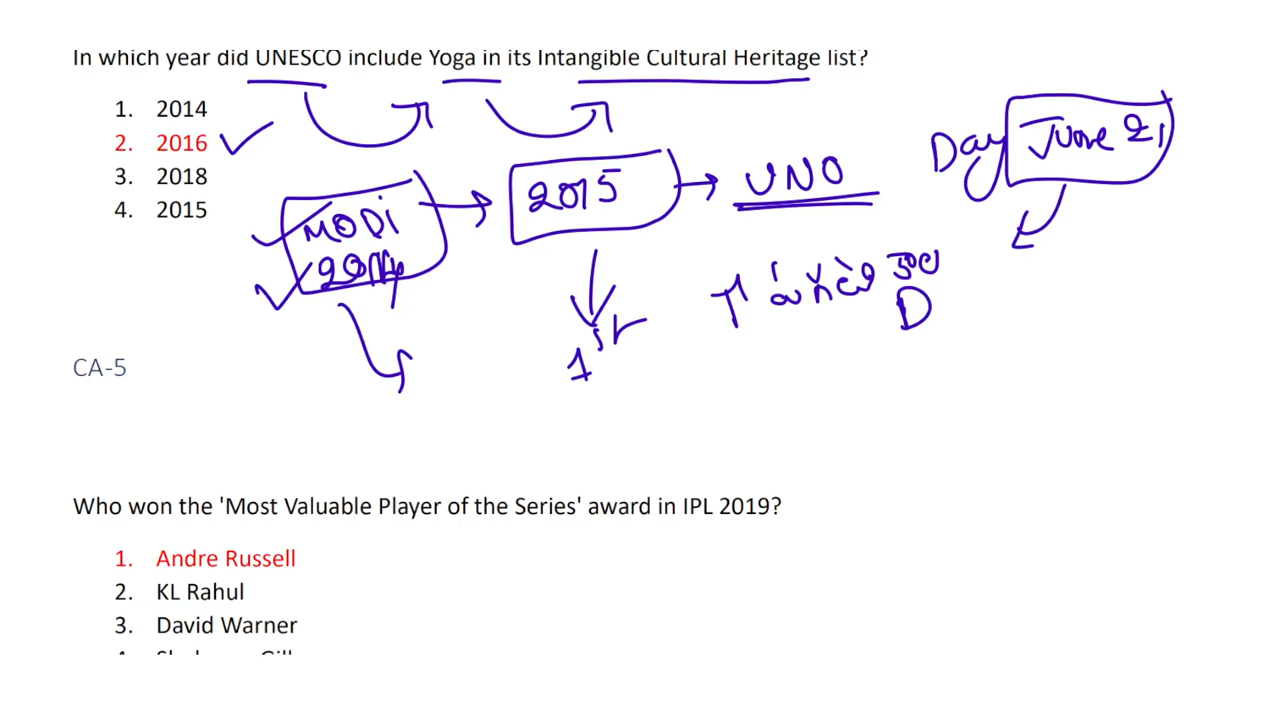 In which year did UNESCO include Yoga in its Intangible Cultural Heritage list?
1. 2014
2. 2016
3. 2018
4. 2015
MODI
2014
2015
UNO
Day June 21
1st
CA-5
Who won the 'Most Valuable Player of the Series' award in IPL 2019?
1. Andre Russell
2. KL Rahul
3. David Warner